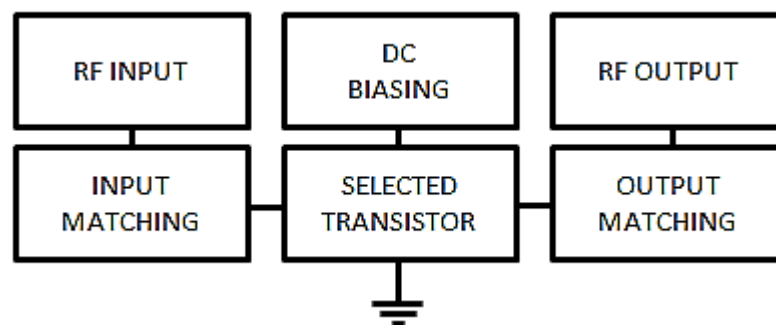 RF INPUT
DC
BIASING
RF OUTPUT
INPUT
MATCHING
SELECTED
TRANSISTOR
OUTPUT
MATCHING